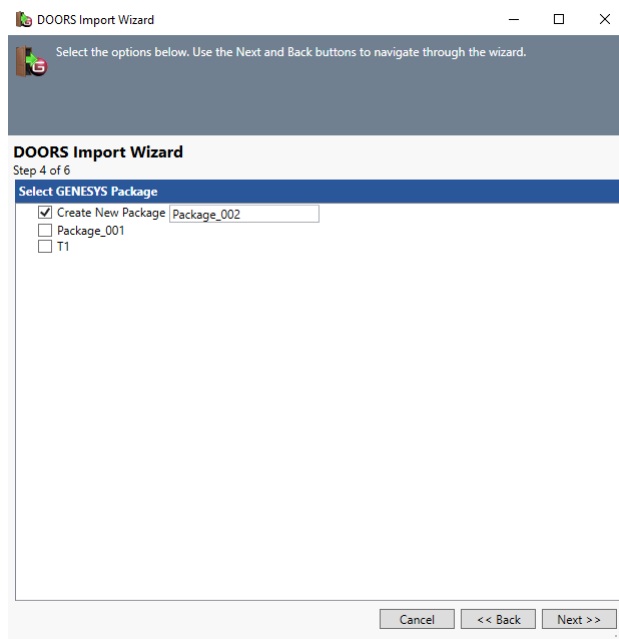 DOORS Import Wizard
Select the options below. Use the Next and Back buttons to navigate through the wizard.
DOORS Import Wizard
Step 4 of 6
Select GENESYS Package
Create New Package Package_002
Package_001
T1
Cancel << Back Next >>